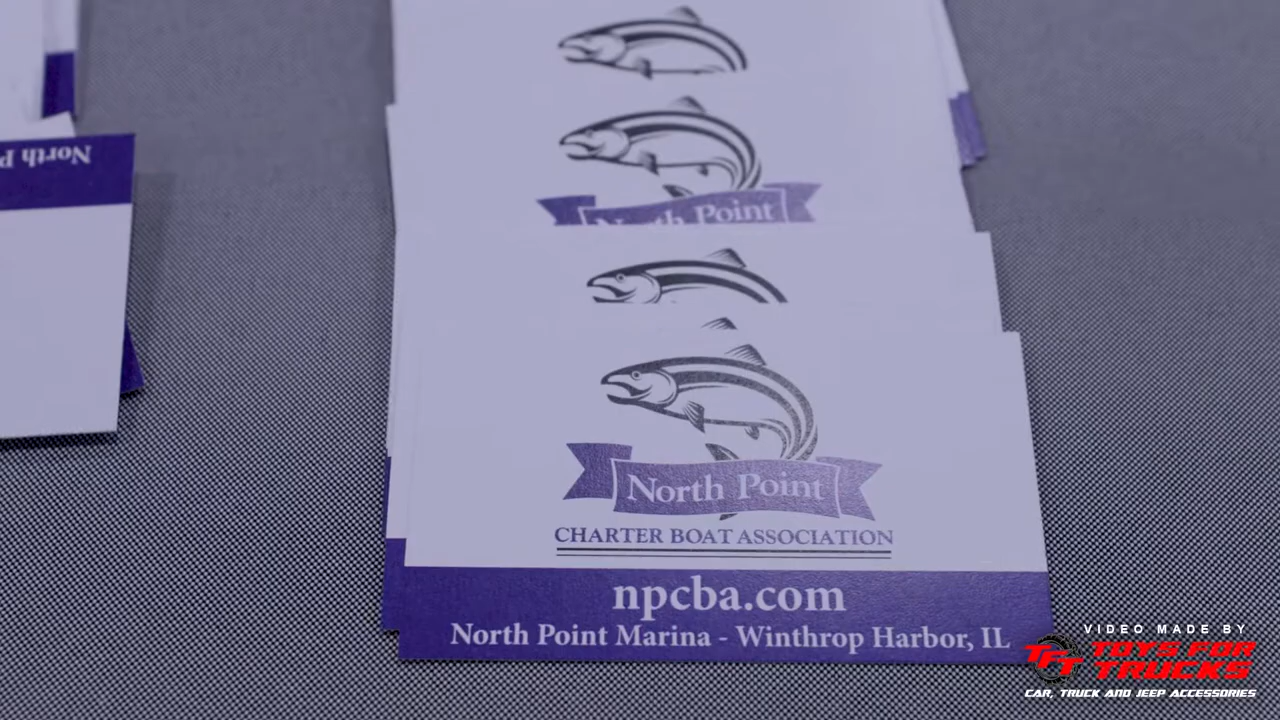 North
North Point
North Point
CHARTER BOAT ASSOCIATION
npcba.com
North Point Marina - Winthrop Harbor, IL
VIDEO MADE BY
TFT TOYS FOR
TRUCKS
CAR, TRUCK AND JEEP ACCESSORIES